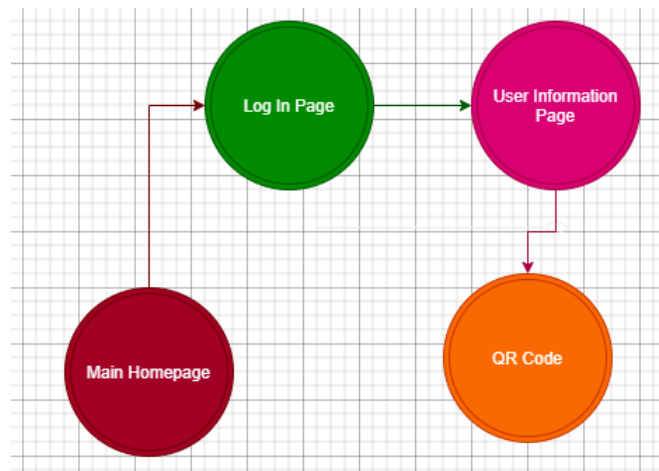 Log In Page
User Information
Page
Main Homepage
QR Code